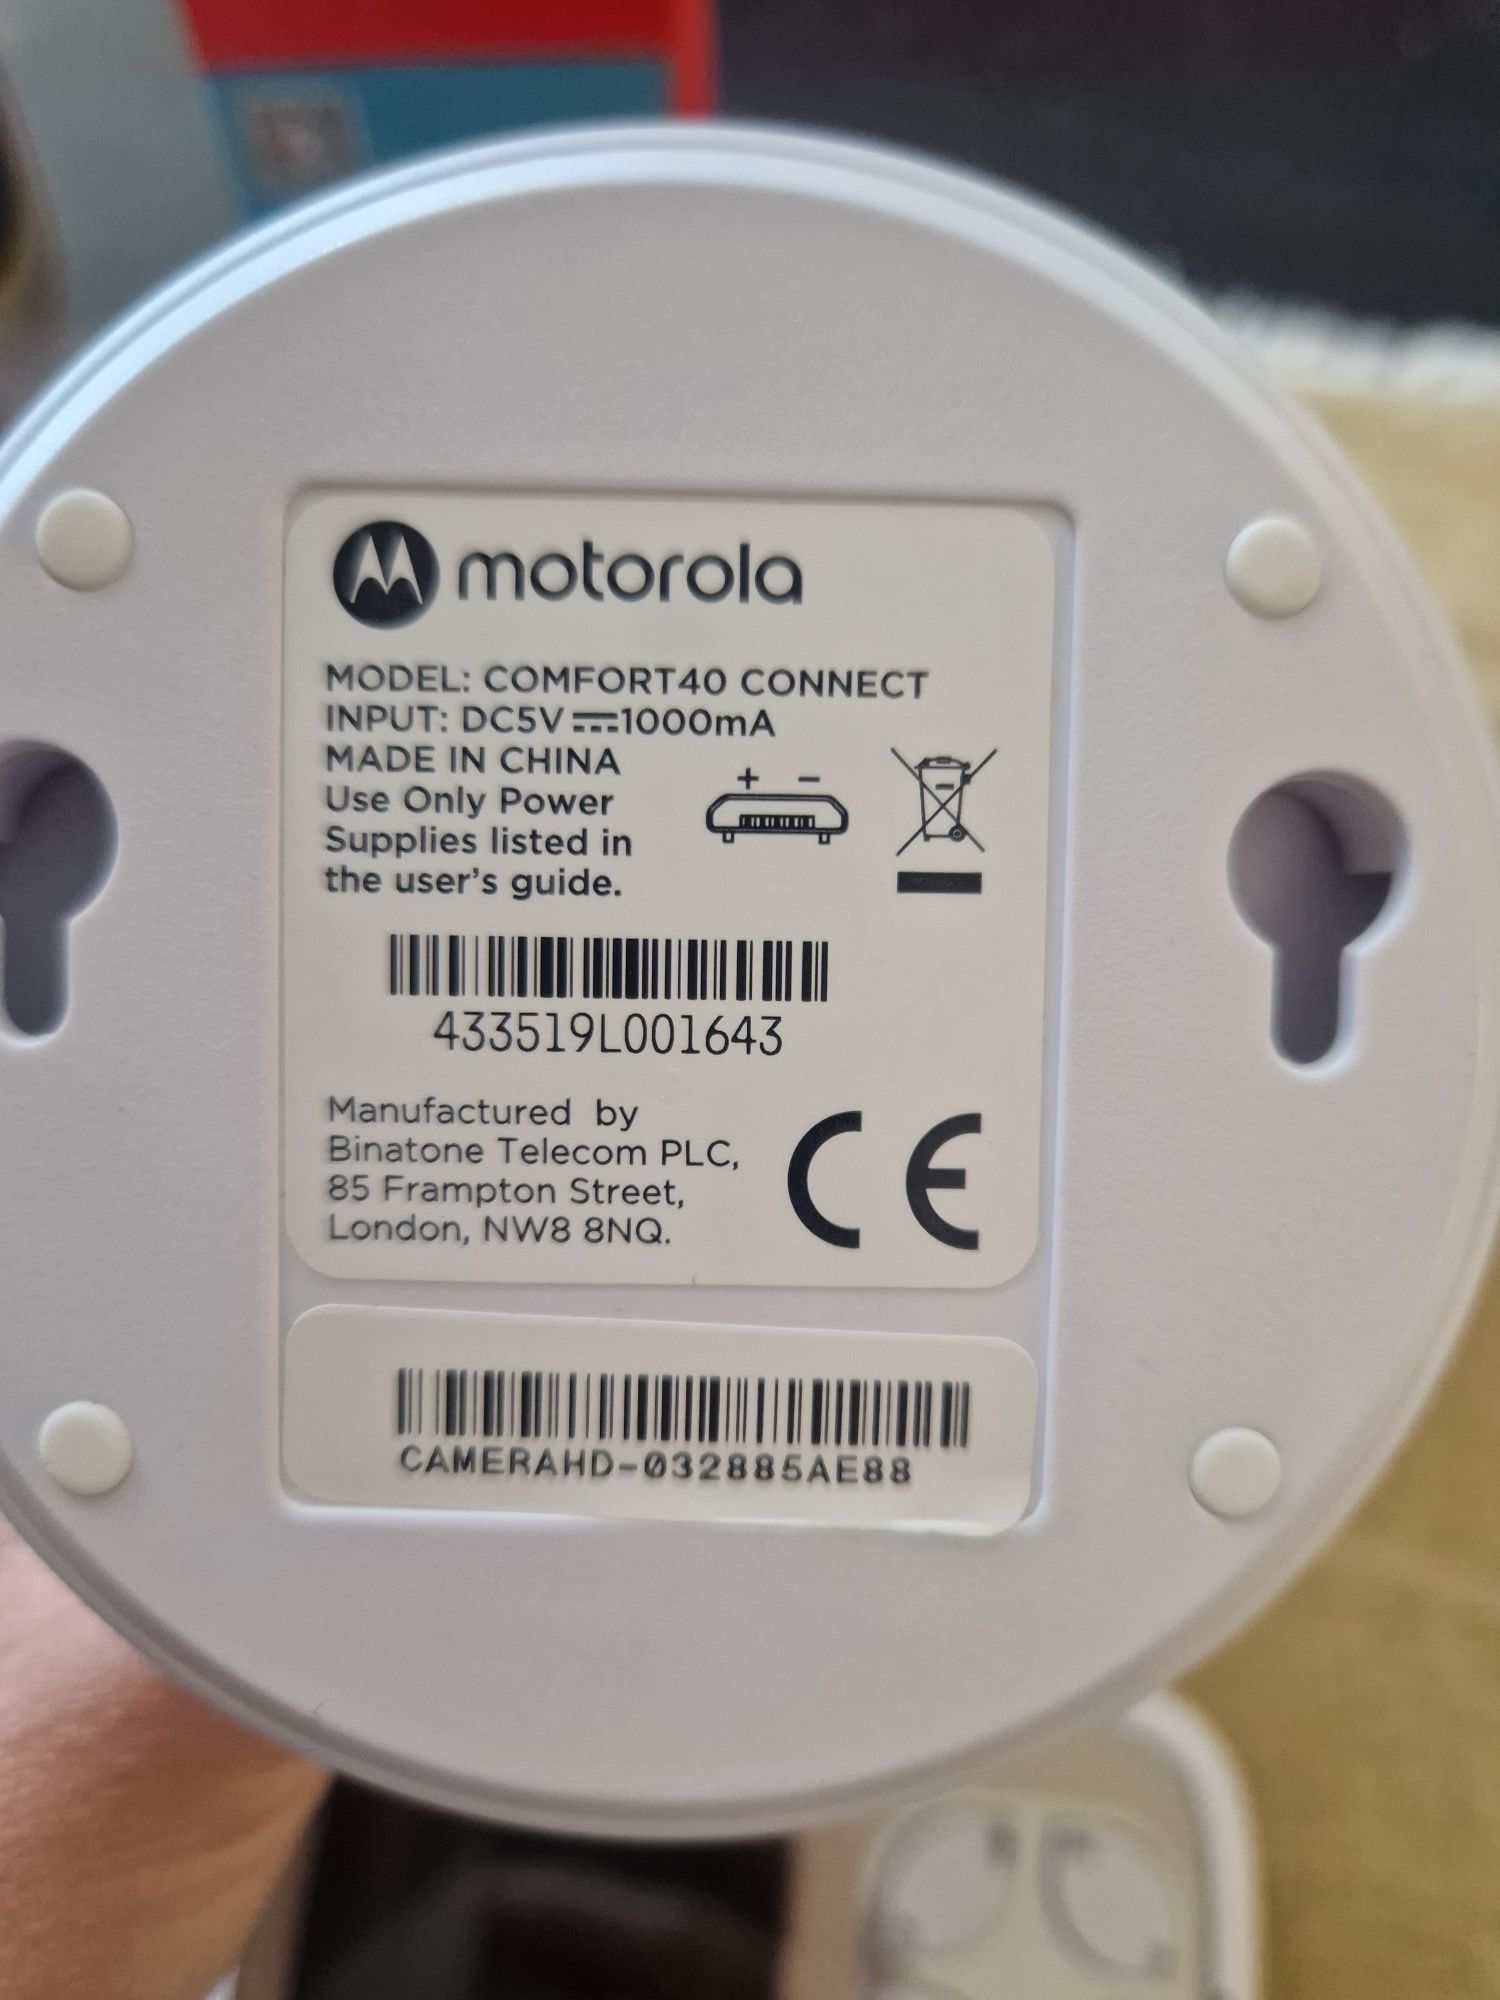 motorola
MODEL: COMFORT40 CONNECT
INPUT: DC5V⎓1000mA
MADE IN CHINA
Use Only Power
Supplies listed in
the user's guide.
+ −
433519L001643
Manufactured by
Binatone Telecom PLC,
85 Frampton Street,
London, NW8 8NQ.
CE
CAMERAHD-032885AE88